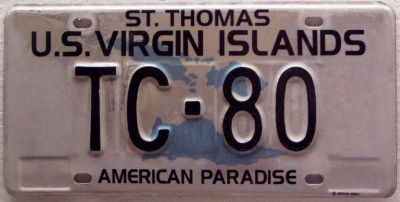 ST. THOMAS
U.S. VIRGIN ISLANDS
TC·80
AMERICAN PARADISE